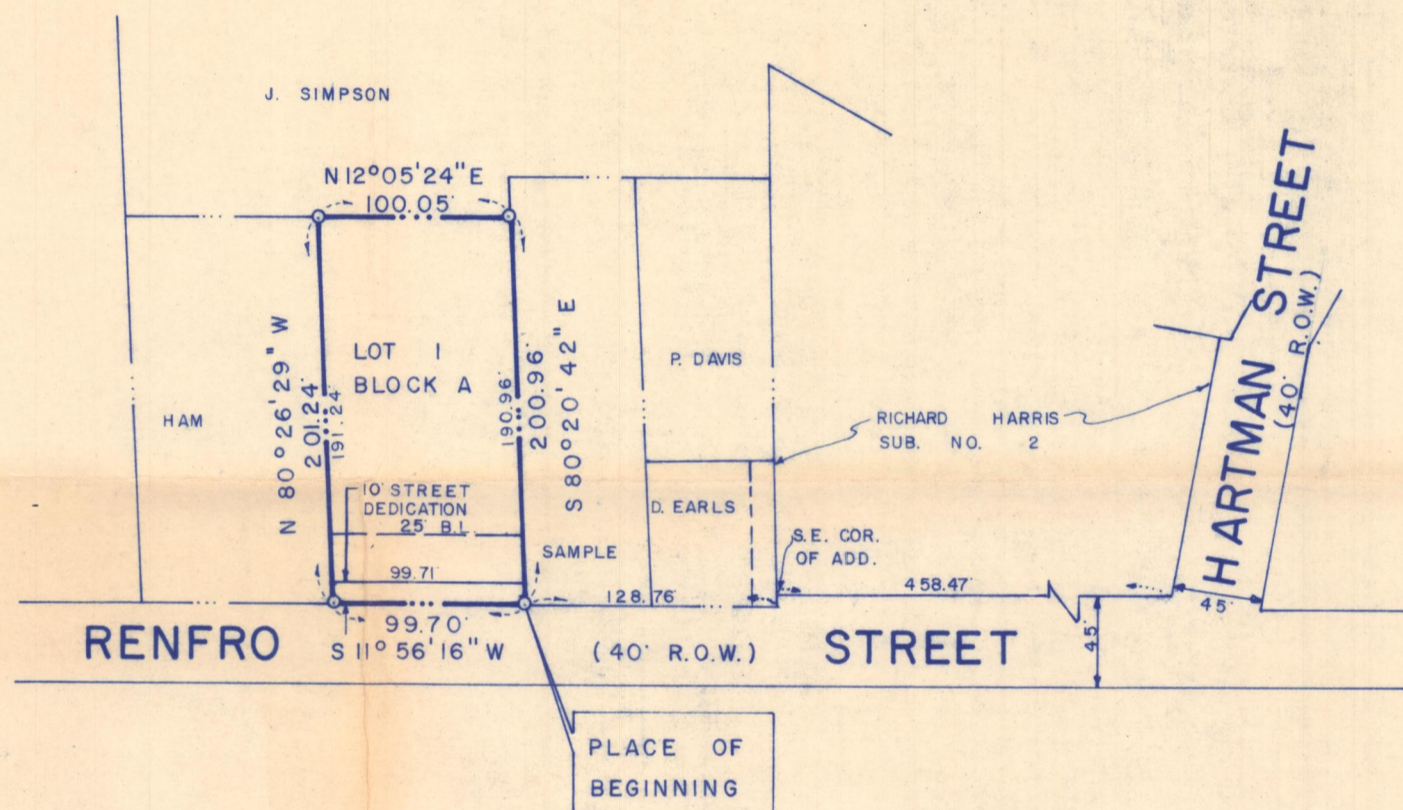 J. SIMPSON
N 12°05'24" E
100.05'
N 80°26'29" W
201.24'
191.24'
LOT 1
BLOCK A
190.96'
200.96'
S 80°20'42" E
HAM
P. DAVIS
RICHARD HARRIS
SUB. NO. 2
HARTMAN STREET
(40' R.O.W.)
10' STREET
DEDICATION
25' B.L.
D. EARLS
SAMPLE
S.E. COR.
OF ADD.
99.71'
128.76'
458.47'
45'
45'
99.70'
S 11° 56'16" W
RENFRO
(40' R.O.W.)
STREET
PLACE OF
BEGINNING